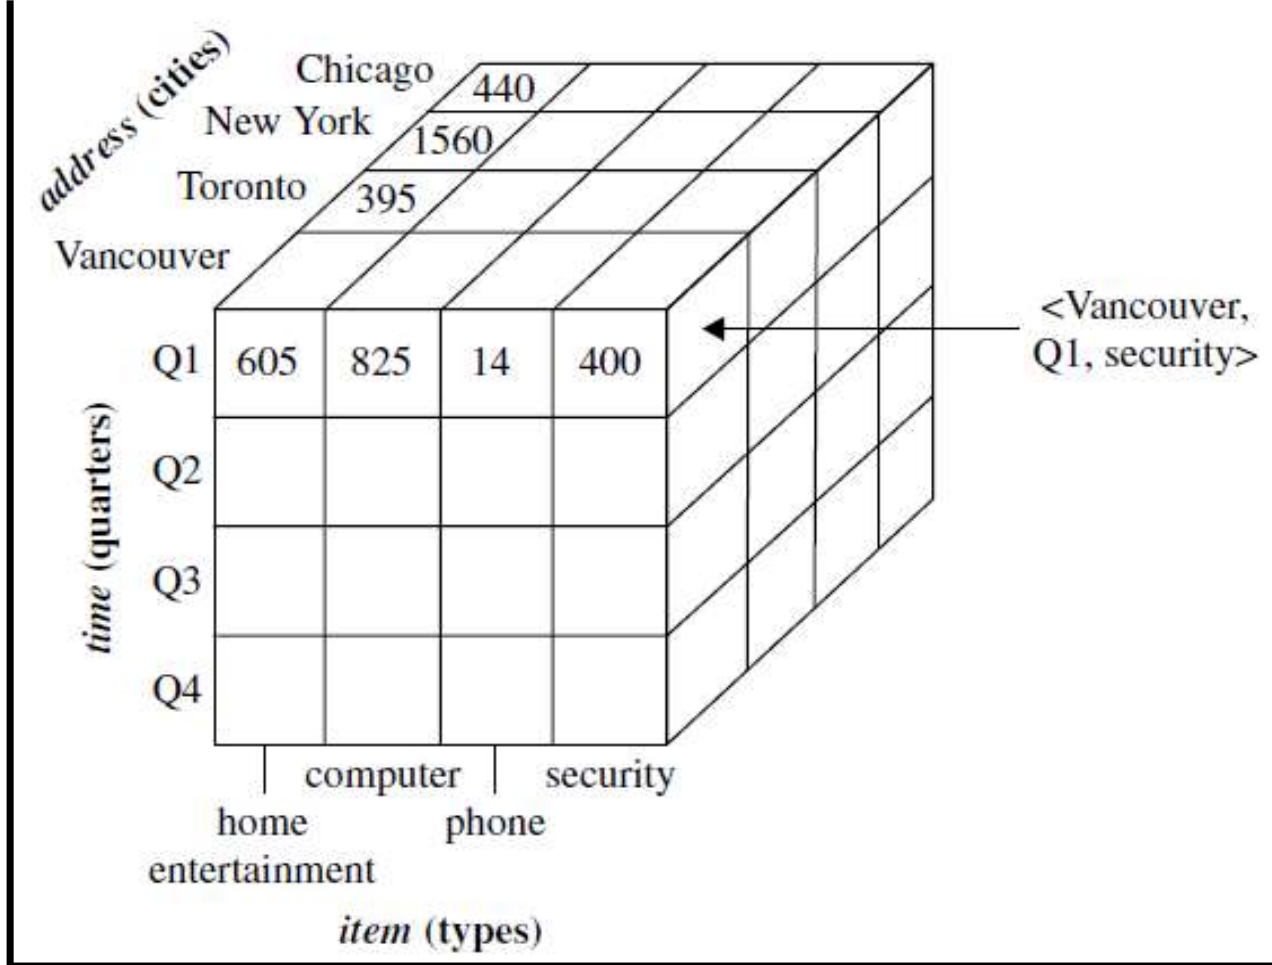 address (cities)
Chicago
440
New York
1560
Toronto
395
Vancouver
<Vancouver,
Q1, security>
Q1 605 825 14 400
time (quarters)
Q2
Q3
Q4
computer security
home phone
entertainment
item (types)